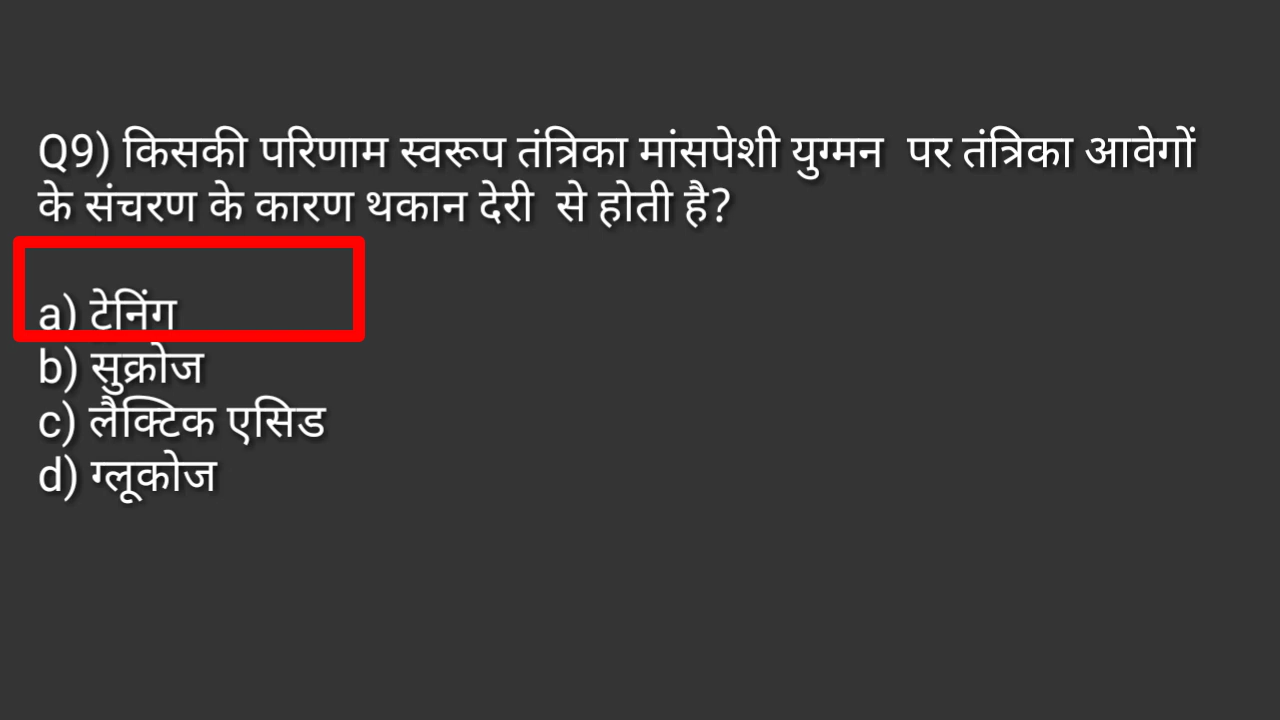 Q9) किसकी परिणाम स्वरूप तंत्रिका मांसपेशी युग्मन पर तंत्रिका आवेगों
के संचरण के कारण थकान देरी से होती है?
a) टेनिंग
b) सुक्रोज
c) लैक्टिक एसिड
d) ग्लूकोज